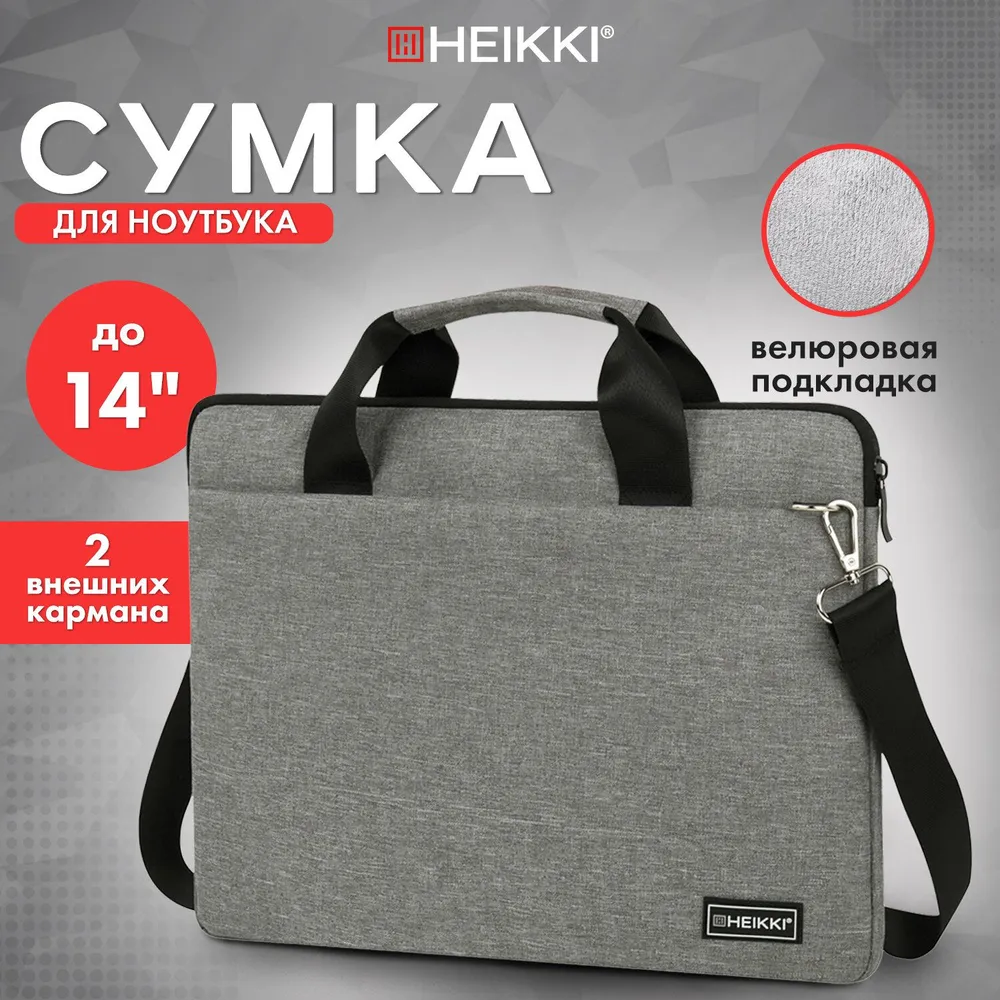 HEIKKI®
СУМКА
ДЛЯ НОУТБУКА
до
14"
велюровая
подкладка
2
внешних
кармана
HEIKKI®